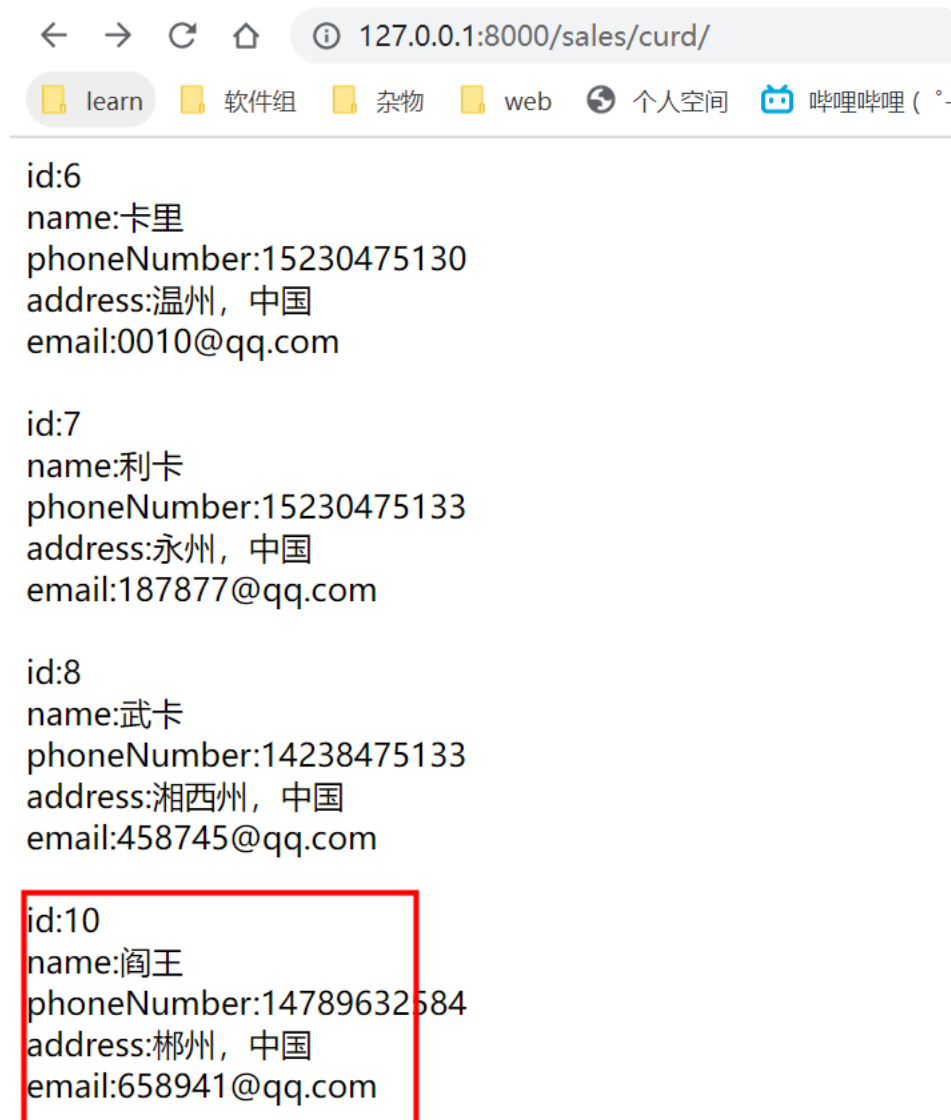 127.0.0.1:8000/sales/curd/
learn 软件组 杂物 web 个人空间 哔哩哔哩 ( ゜-
id:6
name:卡里
phoneNumber:15230475130
address:温州，中国
email:0010@qq.com
id:7
name:利卡
phoneNumber:15230475133
address:永州，中国
email:187877@qq.com
id:8
name:武卡
phoneNumber:14238475133
address:湘西州，中国
email:458745@qq.com
id:10
name:阎王
phoneNumber:14789632584
address:郴州，中国
email:658941@qq.com